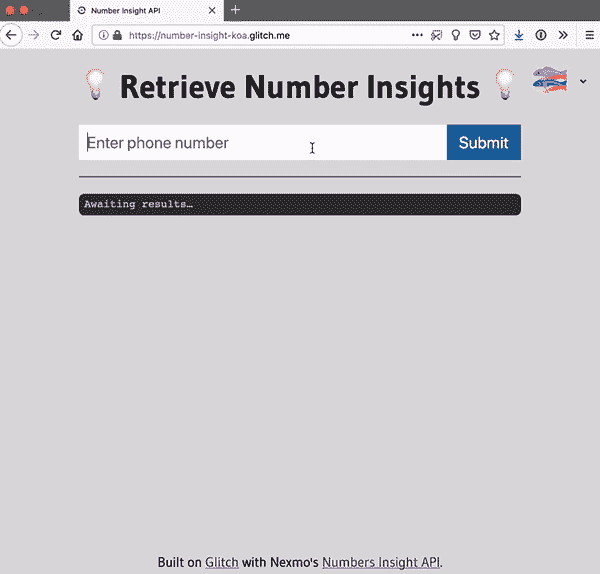 Number Insight API
https://number-insight-koa.glitch.me
Retrieve Number Insights
Enter phone number
Submit
Awaiting results…
Built on Glitch with Nexmo's Numbers Insight API.